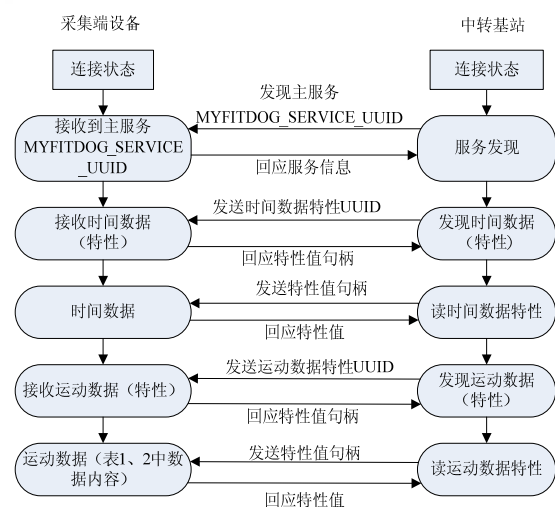 采集端设备
中转基站
连接状态
连接状态
发现主服务
MYFITDOG_SERVICE_UUID
接收到主服务
MYFITDOG_SERVICE
_UUID
服务发现
回应服务信息
发送时间数据特性UUID
接收时间数据
（特性）
发现时间数据
（特性）
回应特性值句柄
发送特性值句柄
时间数据
读时间数据特性
回应特性值
发送运动数据特性UUID
接收运动数据（特性）
发现运动数据
（特性）
回应特性值句柄
发送特性值句柄
运动数据（表1、2中数
据内容）
读运动数据特性
回应特性值